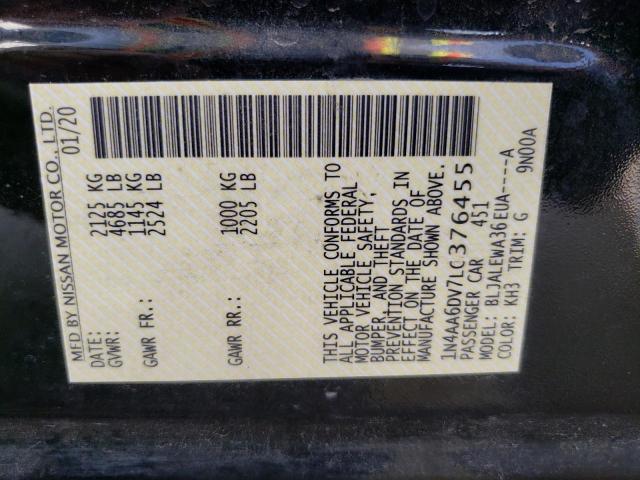 MFD BY NISSAN MOTOR CO., LTD.
DATE: 01/20
GVWR: 2125 KG
4685 LB
GAWR FR.: 1145 KG
2524 LB
GAWR RR.: 1000 KG
2205 LB
THIS VEHICLE CONFORMS TO
ALL APPLICABLE FEDERAL
MOTOR VEHICLE SAFETY,
BUMPER, AND THEFT
PREVENTION STANDARDS IN
EFFECT ON THE DATE OF
MANUFACTURE SHOWN ABOVE.
1N4AA6DV7LC376455
PASSENGER CAR 451
MODEL: BLJALEWA36EUA----A
COLOR: KH3 TRIM: G 9N00A